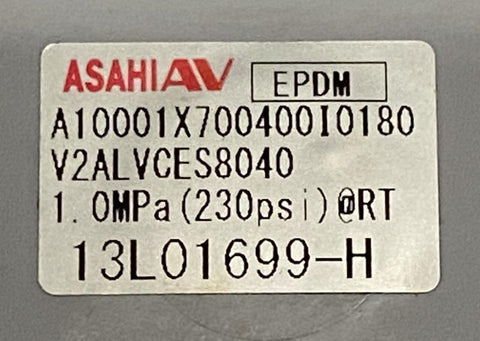 ASAHI AV EPDM
A10001X700400I0180
V2ALVCES8040
1.0MPa(230psi)@RT
13L01699-H